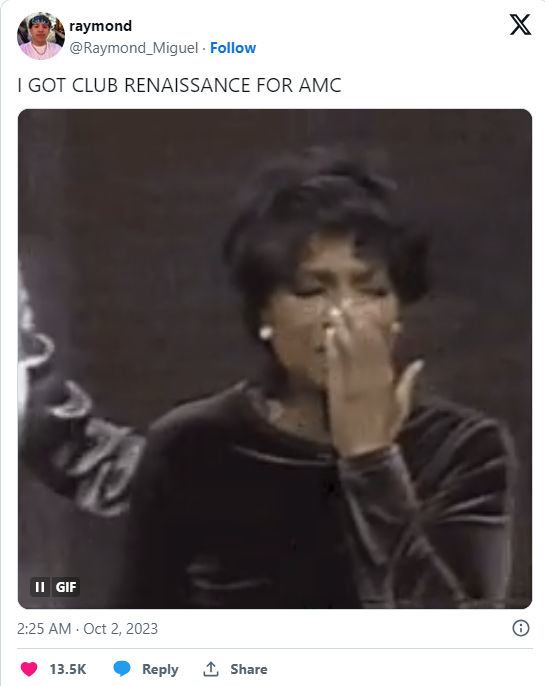 raymond
@Raymond_Miguel · Follow
I GOT CLUB RENAISSANCE FOR AMC
GIF
2:25 AM · Oct 2, 2023
13.5K Reply Share